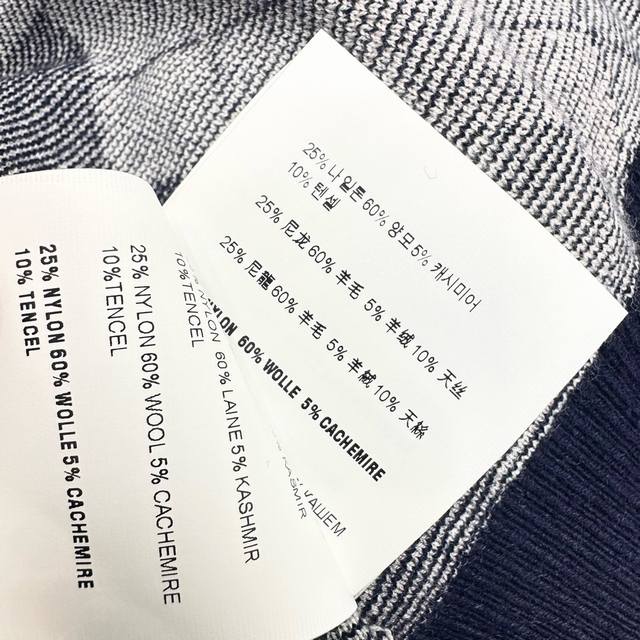 25% NYLON 60% WOLLE 5% CACHEMIRE
10% TENCEL
25% NYLON 60% WOOL 5% CACHEMIRE
10%TENCEL
NYLON 60% LAINE 5% KASHMIR
10%TENCEL
25% 나일론 60% 양모 5% 캐시미어
10% 텐셀
25% 尼龙 60% 羊毛 5% 羊绒 10% 天丝
25% 尼龍 60% 羊毛 5% 羊絨 10% 天絲
60% WOLLE 5% CACHEMIRE